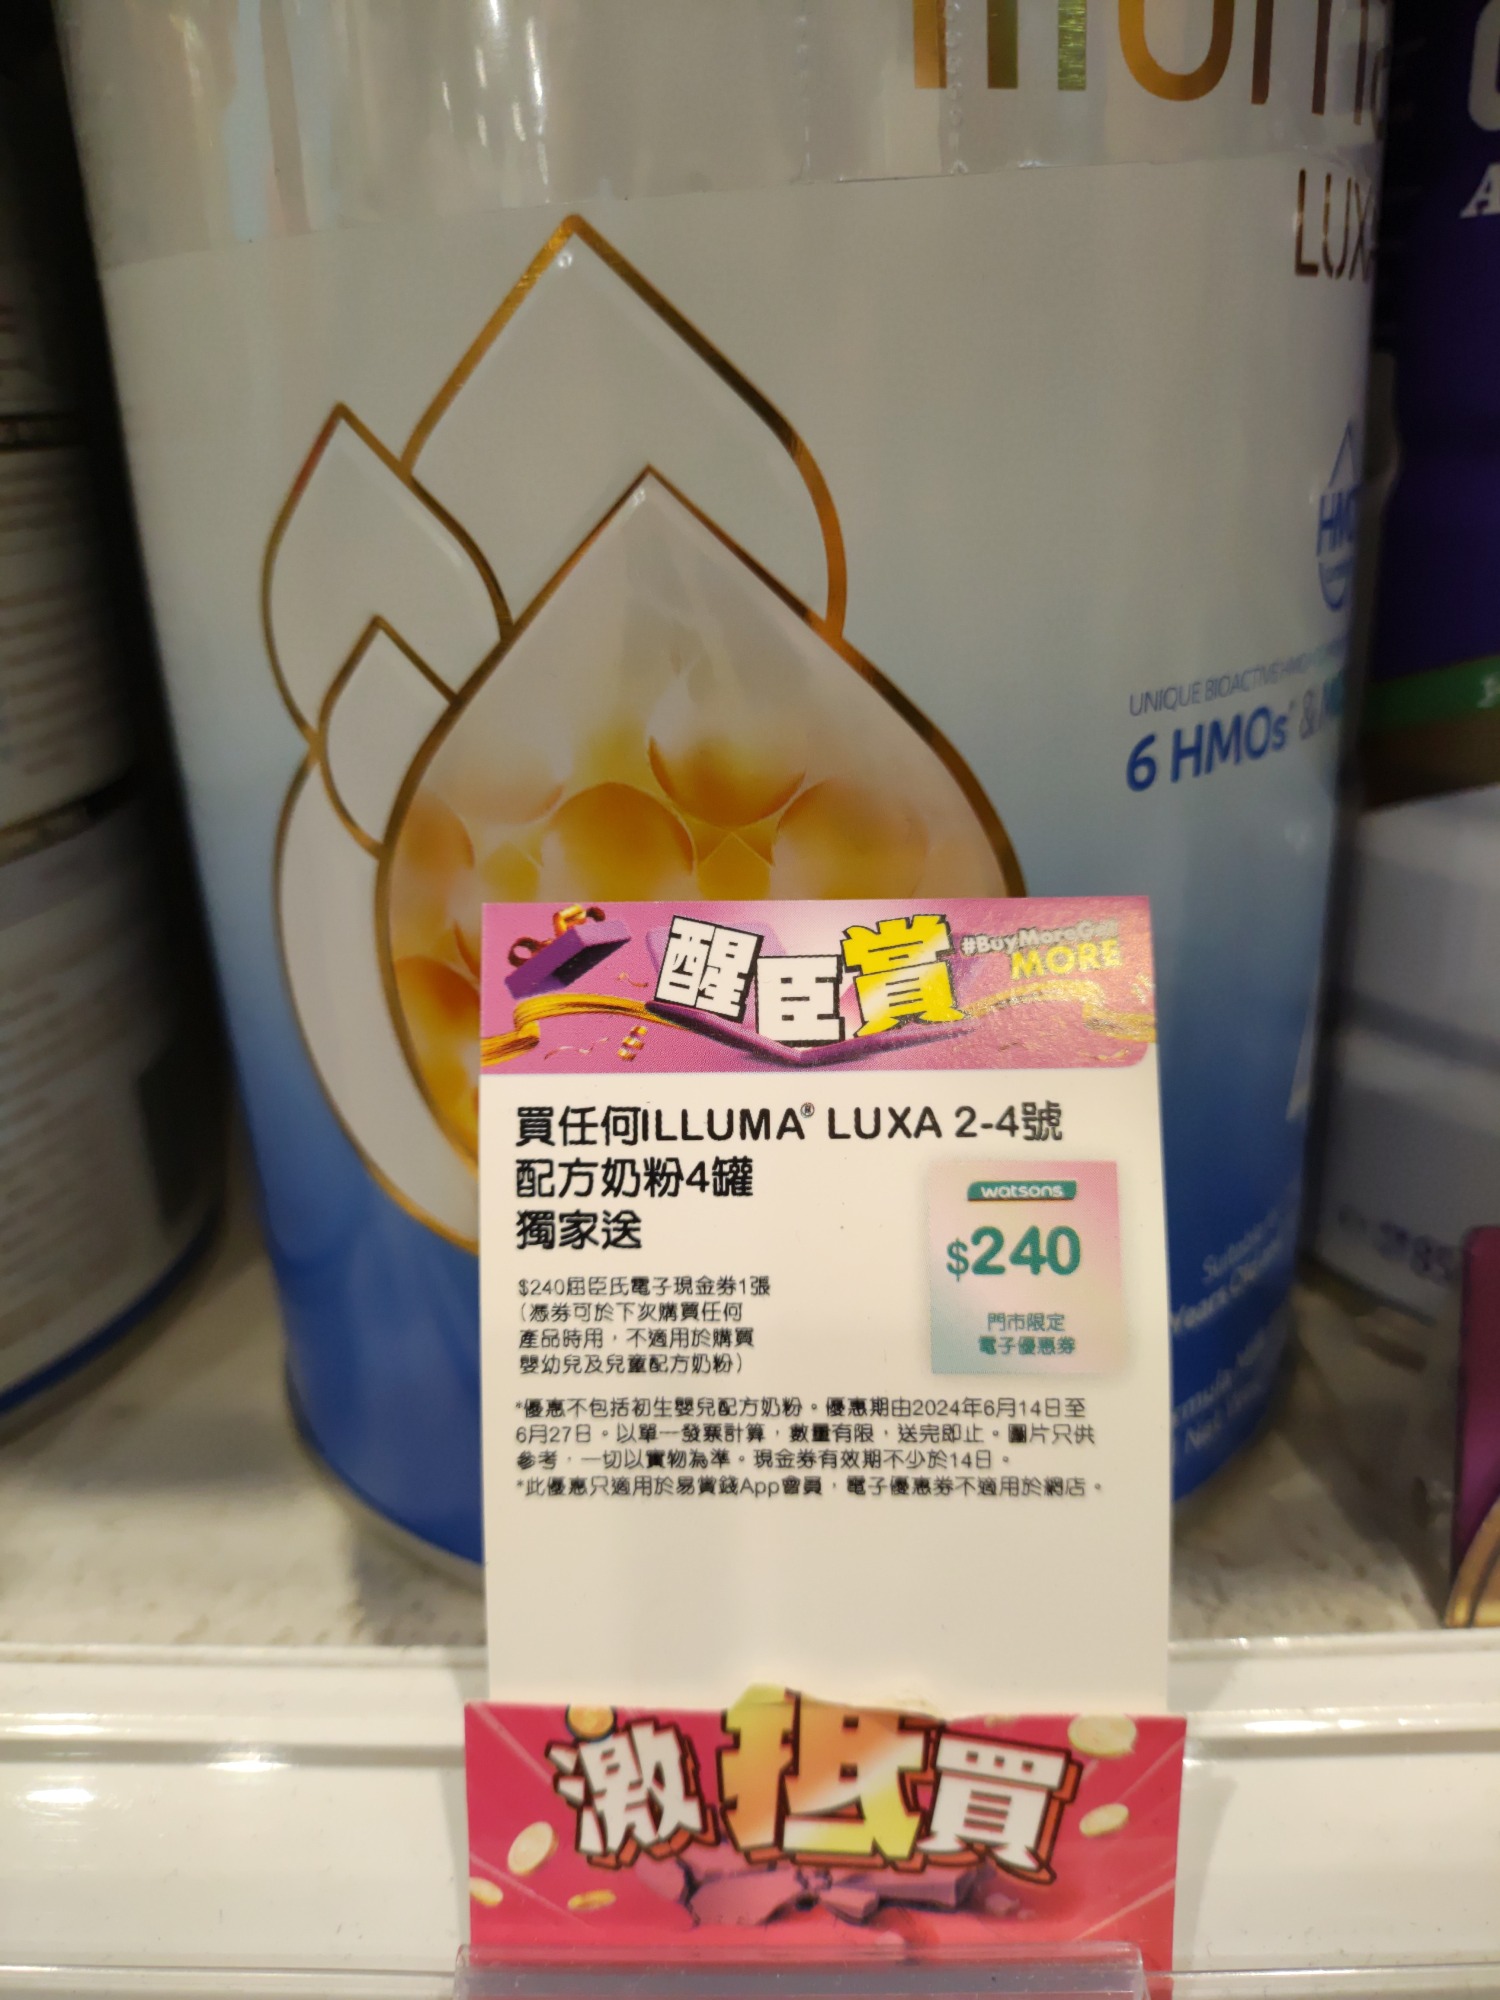 LUXA
UNIQUE BIOACTIVE
6 HMOs
醒臣賞
#BuyMoreGet
MORE
買任何ILLUMA® LUXA 2-4號
配方奶粉4罐
獨家送
$240屈臣氏電子現金券1張
(憑券可於下次購買任何
產品時用，不適用於購買
嬰幼兒及兒童配方奶粉)
watsons
$240
門市限定
電子優惠券
*優惠不包括初生嬰兒配方奶粉。優惠期由2024年6月14日至
6月27日。以單一發票計算，數量有限，送完即止。圖片只供
參考，一切以實物為準。現金券有效期不少於14日。
*此優惠只適用於易賞錢App會員，電子優惠券不適用於網店。
激抵買